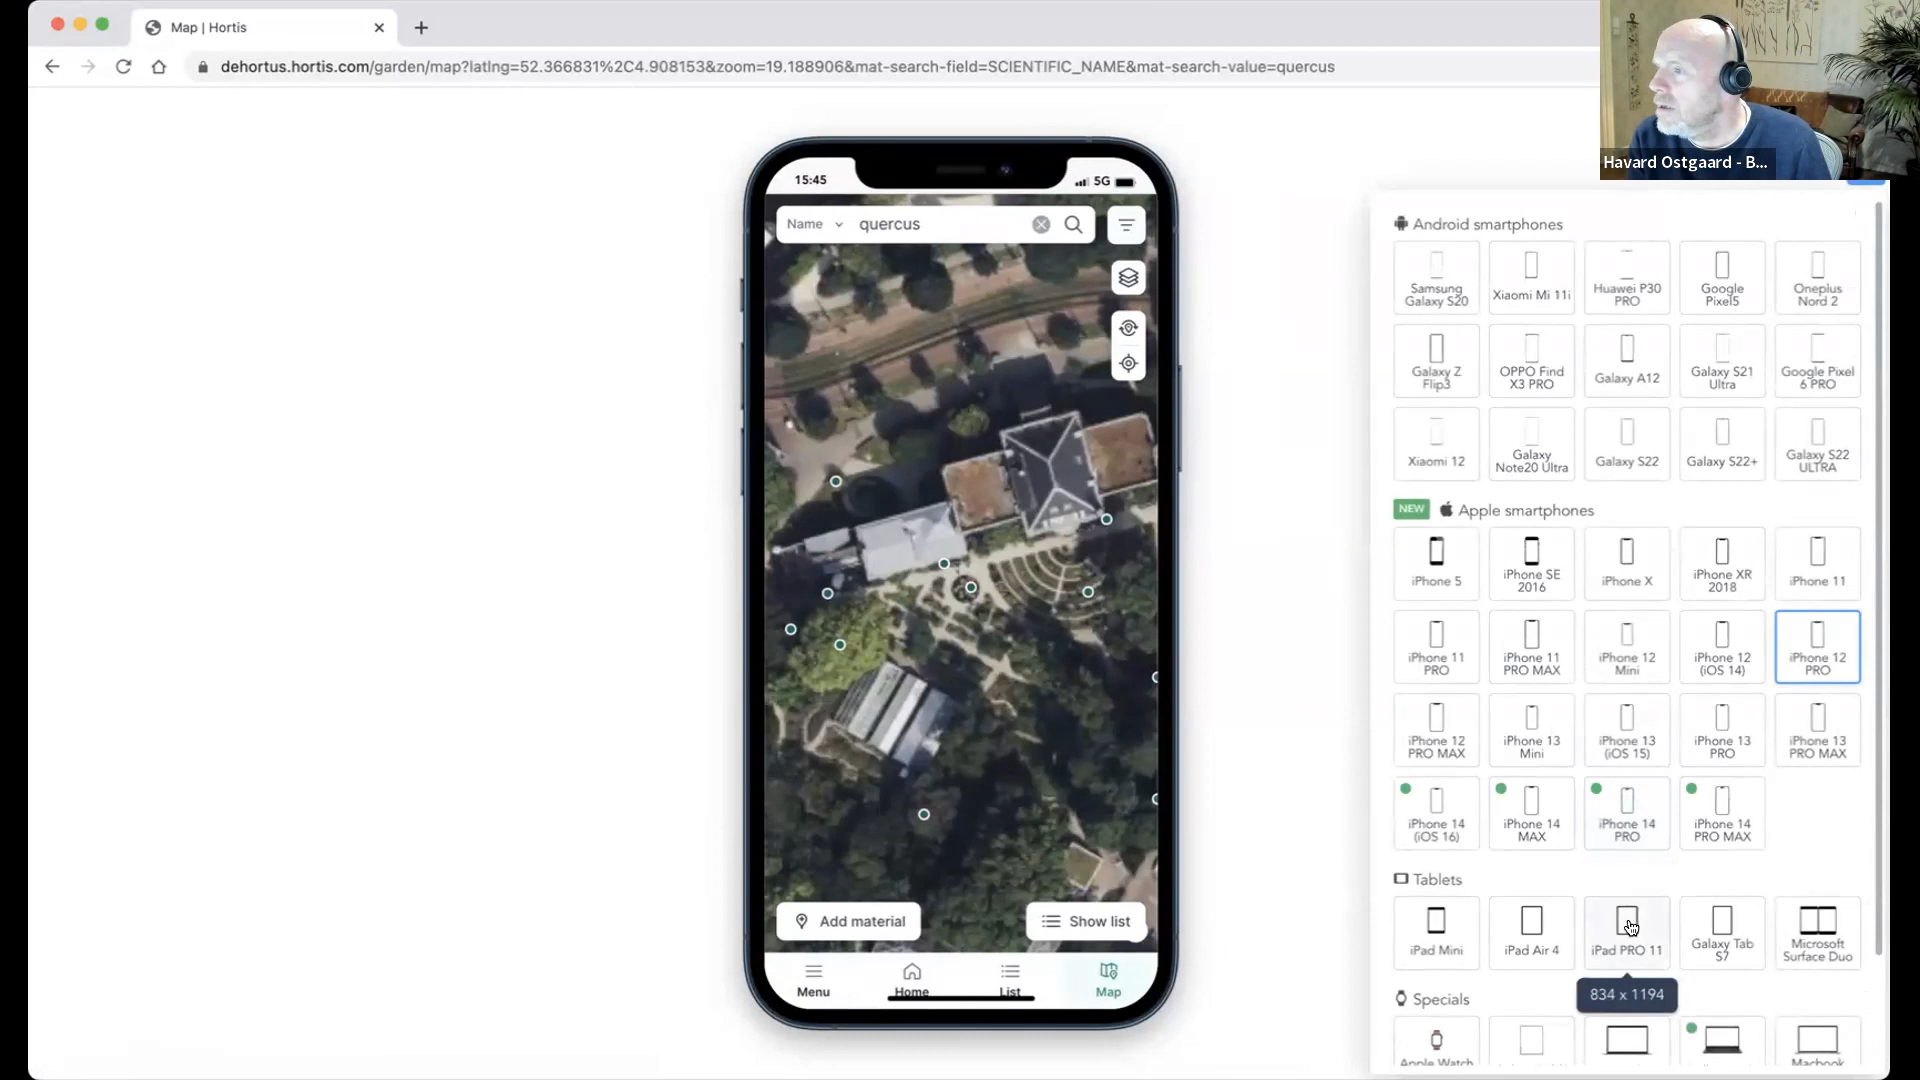 Map | Hortis
dehortus.hortis.com/garden/map?latlng=52.366831%2C4.908153&zoom=19.188906&mat-search-field=SCIENTIFIC_NAME&mat-search-value=quercus
Havard Ostgaard - B...
15:45
5G
Name
quercus
Add material
Show list
Menu
Home
List
Map
Android smartphones
Samsung
Galaxy S20
Xiaomi Mi 11i
Huawei P30
PRO
Google
Pixel5
Oneplus
Nord 2
Galaxy Z
Flip3
OPPO Find
X3 PRO
Galaxy A12
Galaxy S21
Ultra
Google Pixel
6 PRO
Xiaomi 12
Galaxy
Note20 Ultra
Galaxy S22
Galaxy S22+
Galaxy S22
ULTRA
NEW
Apple smartphones
iPhone 5
iPhone SE
2016
iPhone X
iPhone XR
2018
iPhone 11
iPhone 11
PRO
iPhone 11
PRO MAX
iPhone 12
Mini
iPhone 12
(iOS 14)
iPhone 12
PRO
iPhone 12
PRO MAX
iPhone 13
Mini
iPhone 13
(iOS 15)
iPhone 13
PRO
iPhone 13
PRO MAX
iPhone 14
(iOS 16)
iPhone 14
MAX
iPhone 14
PRO
iPhone 14
PRO MAX
Tablets
iPad Mini
iPad Air 4
iPad PRO 11
Galaxy Tab
S7
Microsoft
Surface Duo
834 x 1194
Specials
Apple Watch
Macbook